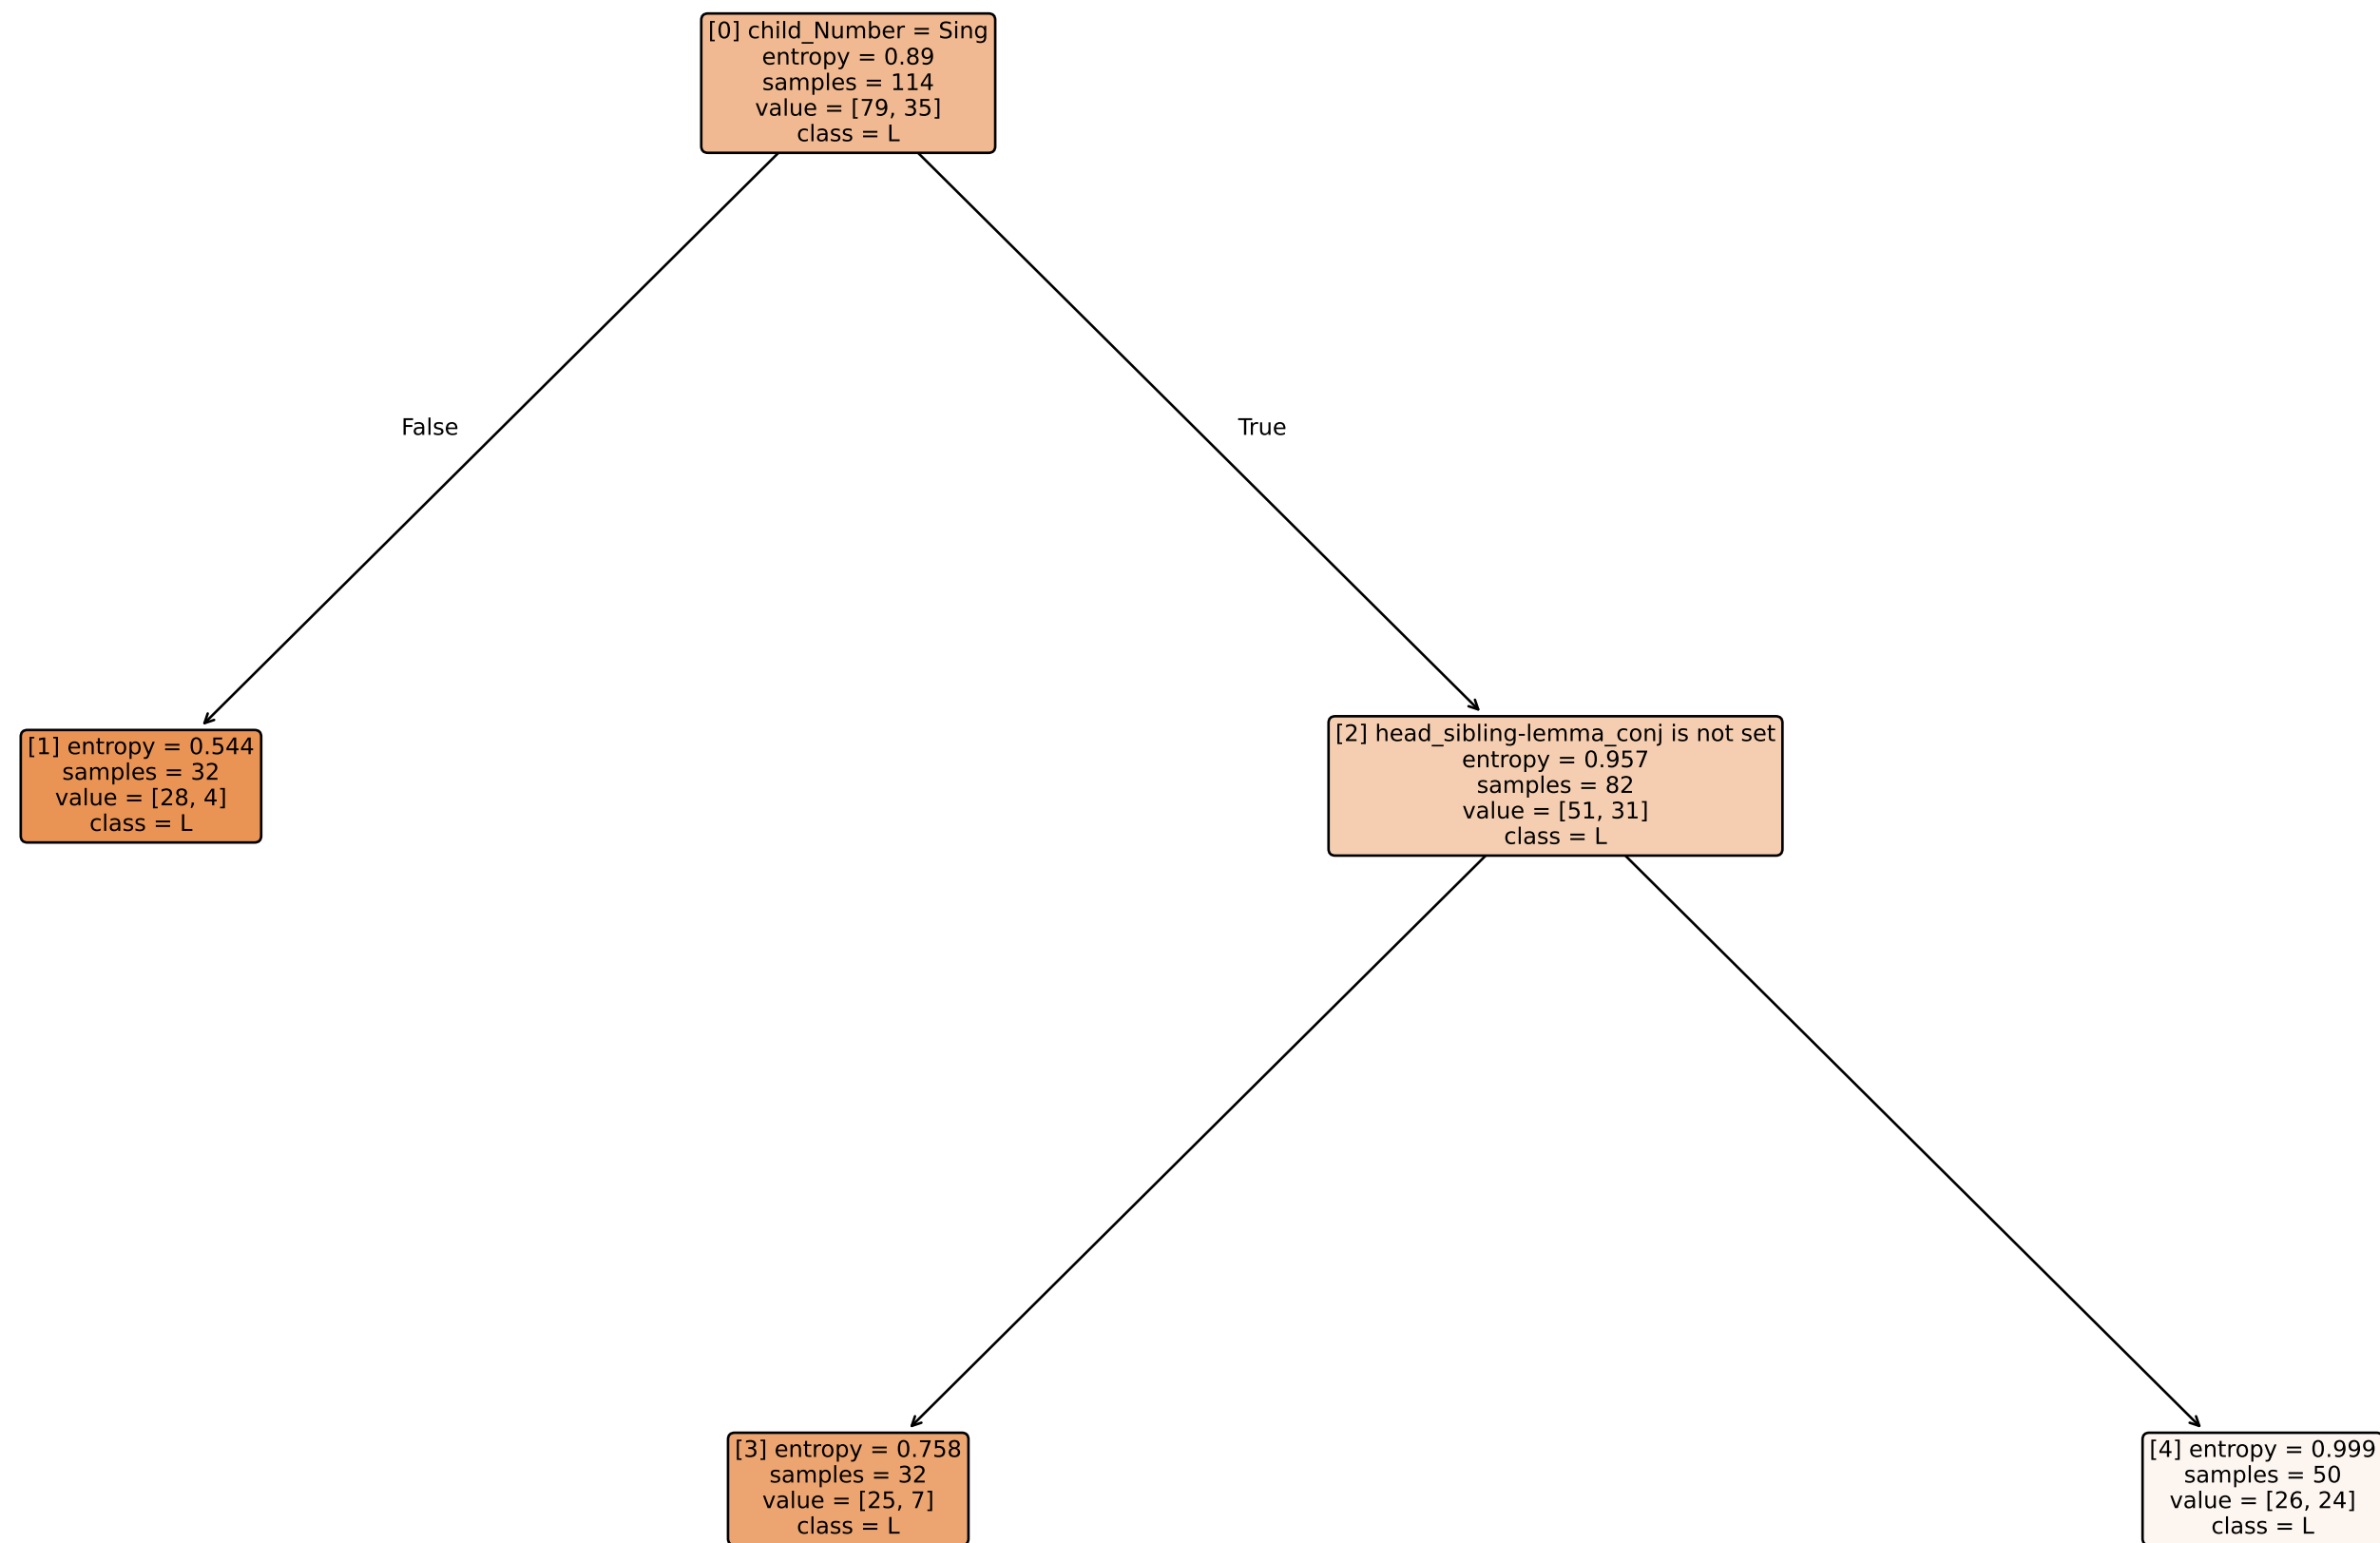 [0] child_Number = Sing
entropy = 0.89
samples = 114
value = [79, 35]
class = L
False
True
[1] entropy = 0.544
samples = 32
value = [28, 4]
class = L
[2] head_sibling-lemma_conj is not set
entropy = 0.957
samples = 82
value = [51, 31]
class = L
[3] entropy = 0.758
samples = 32
value = [25, 7]
class = L
[4] entropy = 0.999
samples = 50
value = [26, 24]
class = L